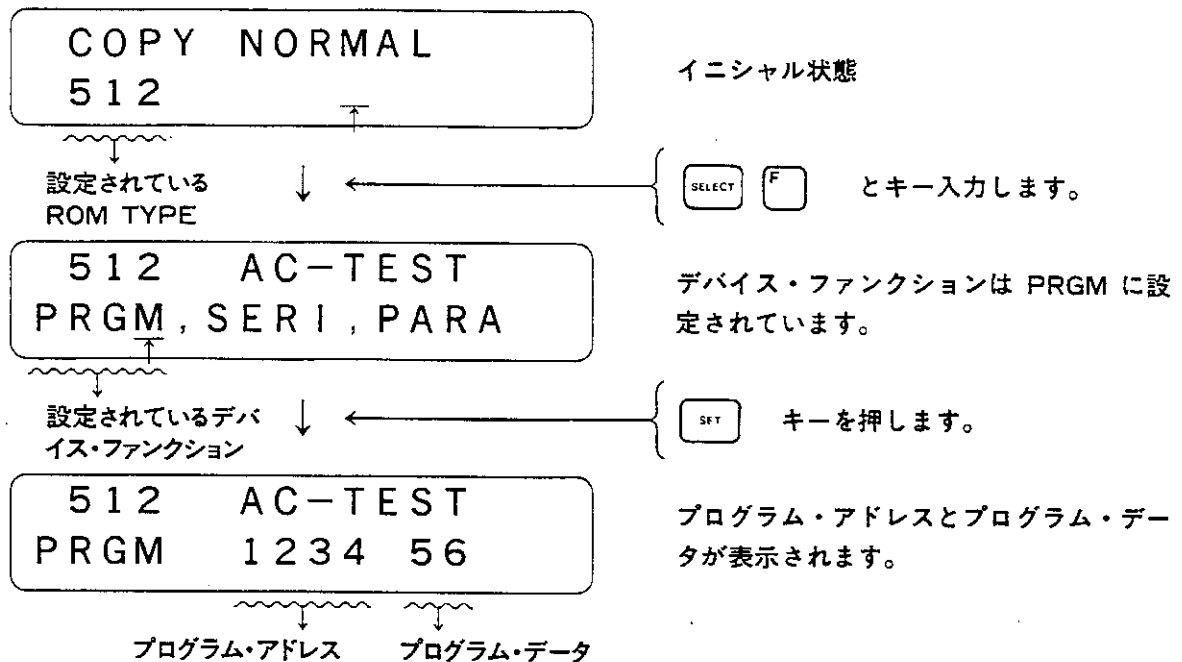 COPY NORMAL
512
イニシャル状態
設定されている
ROM TYPE
SELECT F とキー入力します。
512 AC−TEST
PRGM,SERI,PARA
デバイス・ファンクションは PRGM に設
定されています。
設定されているデバ
イス・ファンクション
SET キーを押します。
512 AC−TEST
PRGM 1234 56
プログラム・アドレスとプログラム・デー
タが表示されます。
プログラム・アドレス プログラム・データ